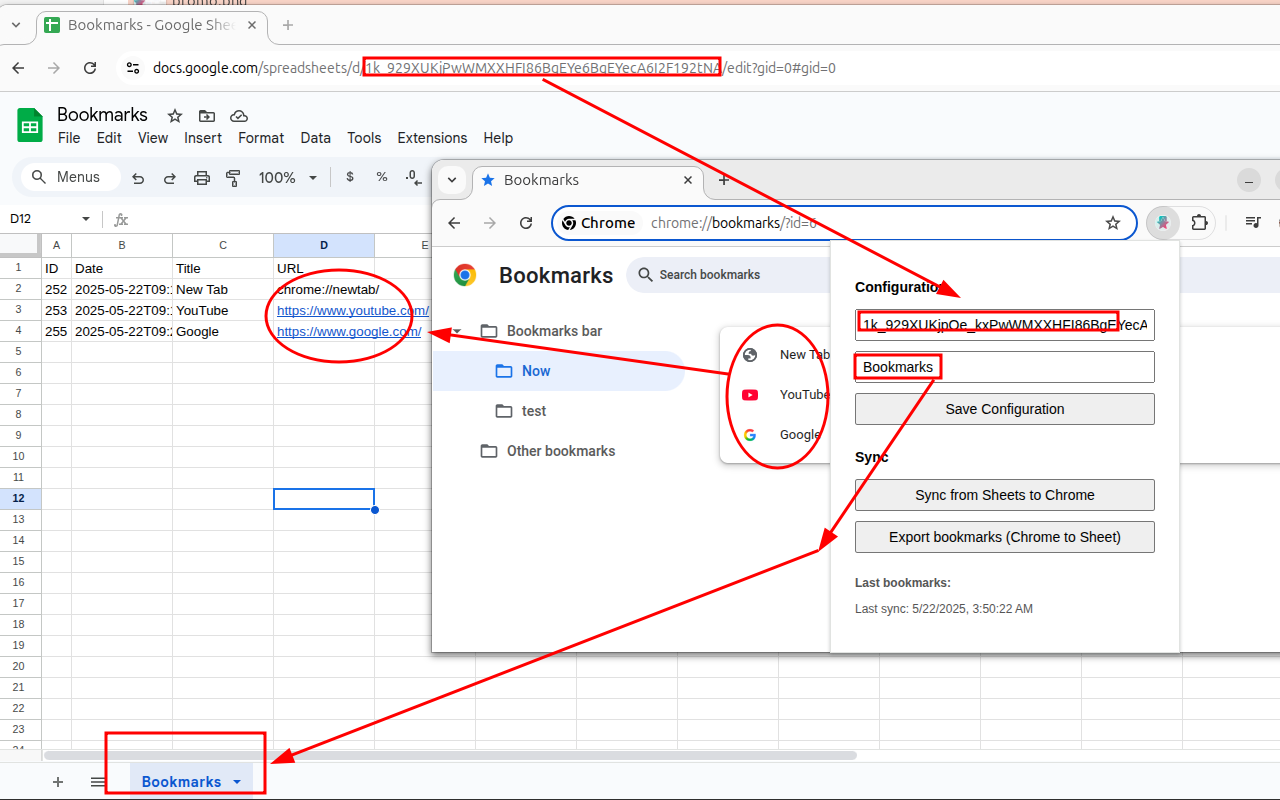 Bookmarks - Google She
docs.google.com/spreadsheets/d/1k_929XUKjPwWMXXHFI86BgEYe6BgEYecA6I2F192tNA/edit?gid=0#gid=0
Bookmarks
File Edit View Insert Format Data Tools Extensions Help
Menus 100% $ % .0
D12 fx
A B C D E
1 ID Date Title URL
2 252 2025-05-22T09: New Tab chrome://newtab/
3 253 2025-05-22T09: YouTube https://www.youtube.com/
4 255 2025-05-22T09: Google https://www.google.com/
5
6
7
8
9
10
11
12
13
14
15
16
17
18
19
20
21
22
23
24
Bookmarks
Bookmarks
Chrome chrome://bookmarks/?id=6
Bookmarks
Search bookmarks
Bookmarks bar
Now
test
Other bookmarks
New Tab
YouTube
Google
Configuration
1k_929XUKjpOe_kxPwWMXXHFI86BgEYecA
Bookmarks
Save Configuration
Sync
Sync from Sheets to Chrome
Export bookmarks (Chrome to Sheet)
Last bookmarks:
Last sync: 5/22/2025, 3:50:22 AM